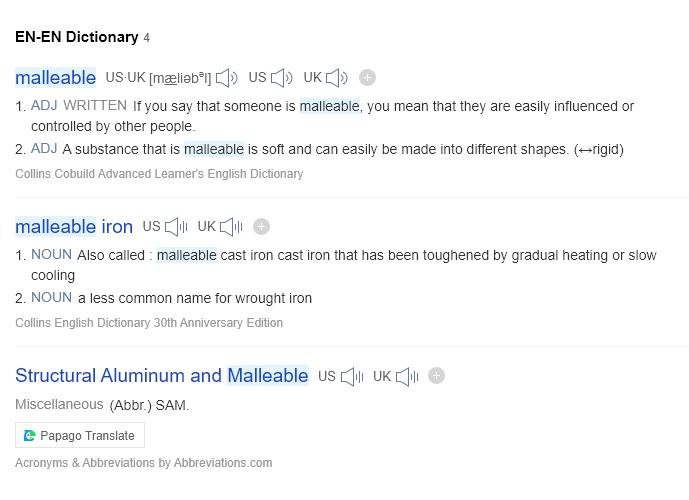 EN-EN Dictionary 4
malleable US·UK [mæliəbᵊl] US UK
1. ADJ WRITTEN If you say that someone is malleable, you mean that they are easily influenced or
controlled by other people.
2. ADJ A substance that is malleable is soft and can easily be made into different shapes. (↔rigid)
Collins Cobuild Advanced Learner's English Dictionary
malleable iron US UK
1. NOUN Also called : malleable cast iron cast iron that has been toughened by gradual heating or slow
cooling
2. NOUN a less common name for wrought iron
Collins English Dictionary 30th Anniversary Edition
Structural Aluminum and Malleable US UK
Miscellaneous (Abbr.) SAM.
Papago Translate
Acronyms & Abbreviations by Abbreviations.com